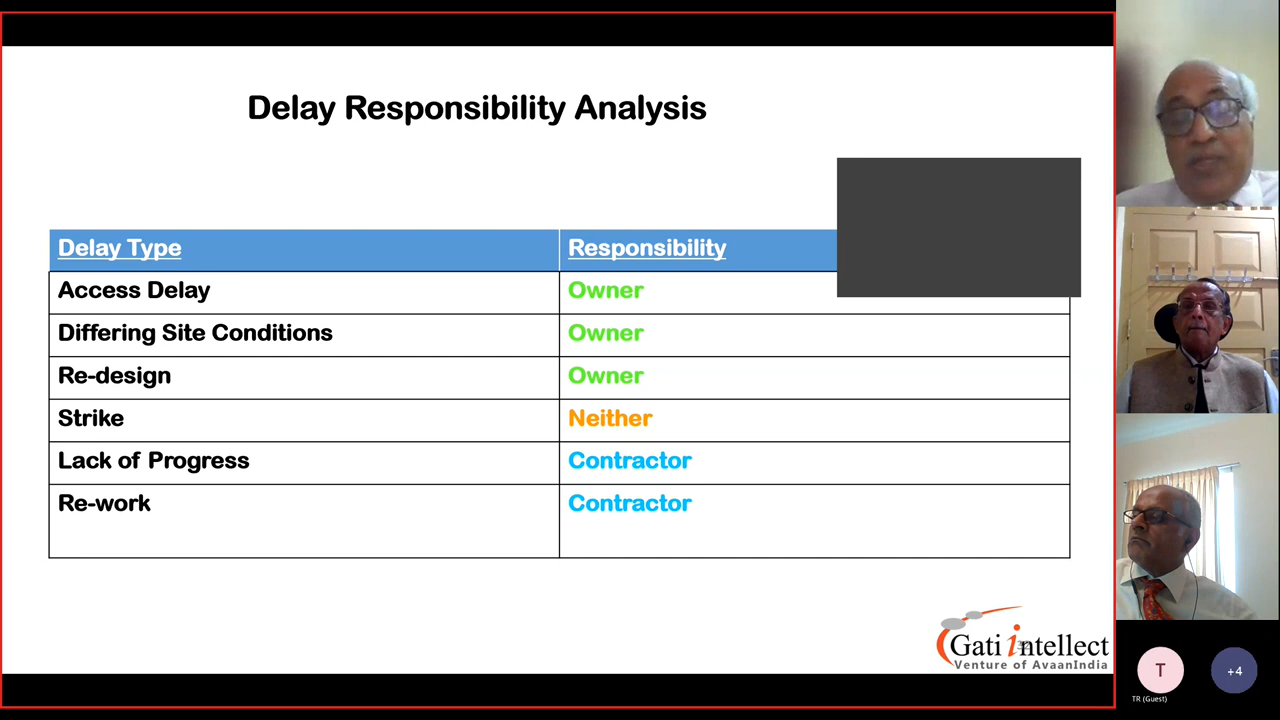 Delay Responsibility Analysis
Delay Type Responsibility
Access Delay Owner
Differing Site Conditions Owner
Re-design Owner
Strike Neither
Lack of Progress Contractor
Re-work Contractor
Gati intellect
Venture of AvaanIndia
T +4
TR (Guest)